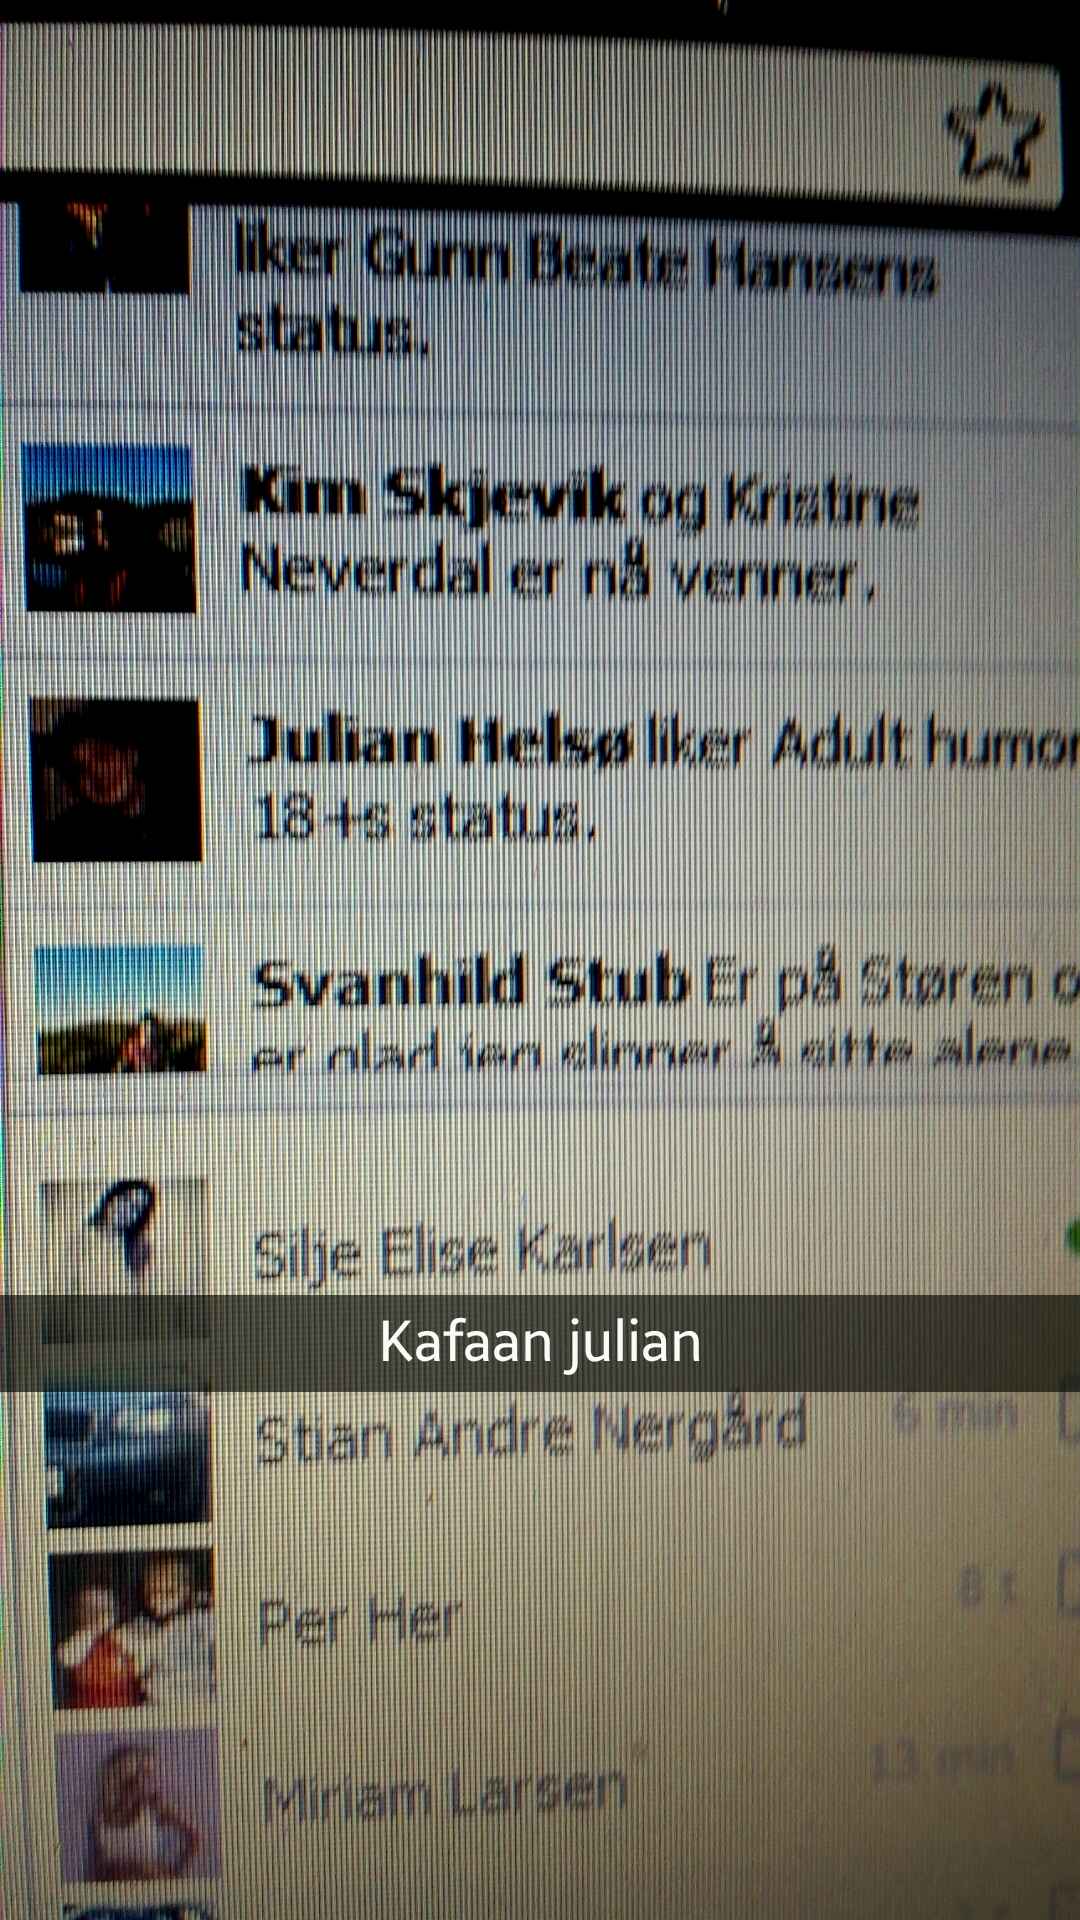 liker Gunn Beate Hansens
status.
Kim Skjevik og Kristine
Neverdal er nå venner.
Julian Helsø liker Adult humor
18+s status.
Svanhild Stub Er på Støren o
er glad jen slipper å sitte alene
Silje Elise Karlsen
Kafaan julian
Stian Andre Nergård 6 min
Per Her 8 t
Miriam Larsen 13 min